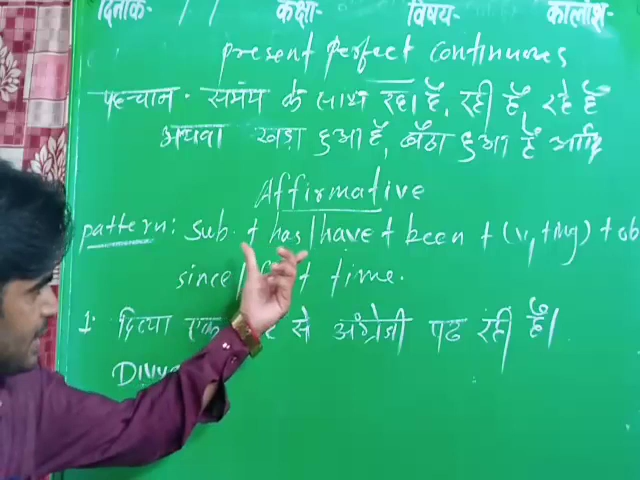 दिनांक- / / कक्षा- विषय- कालांश-
present perfect continuous
पहचान - समय के साथ रहा है, रही है, रहे हैं
अथवा खड़ा हुआ है, बैठा हुआ है आदि
Affirmative
pattern: sub + has/have + been + (v1 + ing) + ob
since/ + time.
1. दिव्या से अंग्रेजी पढ रही है।